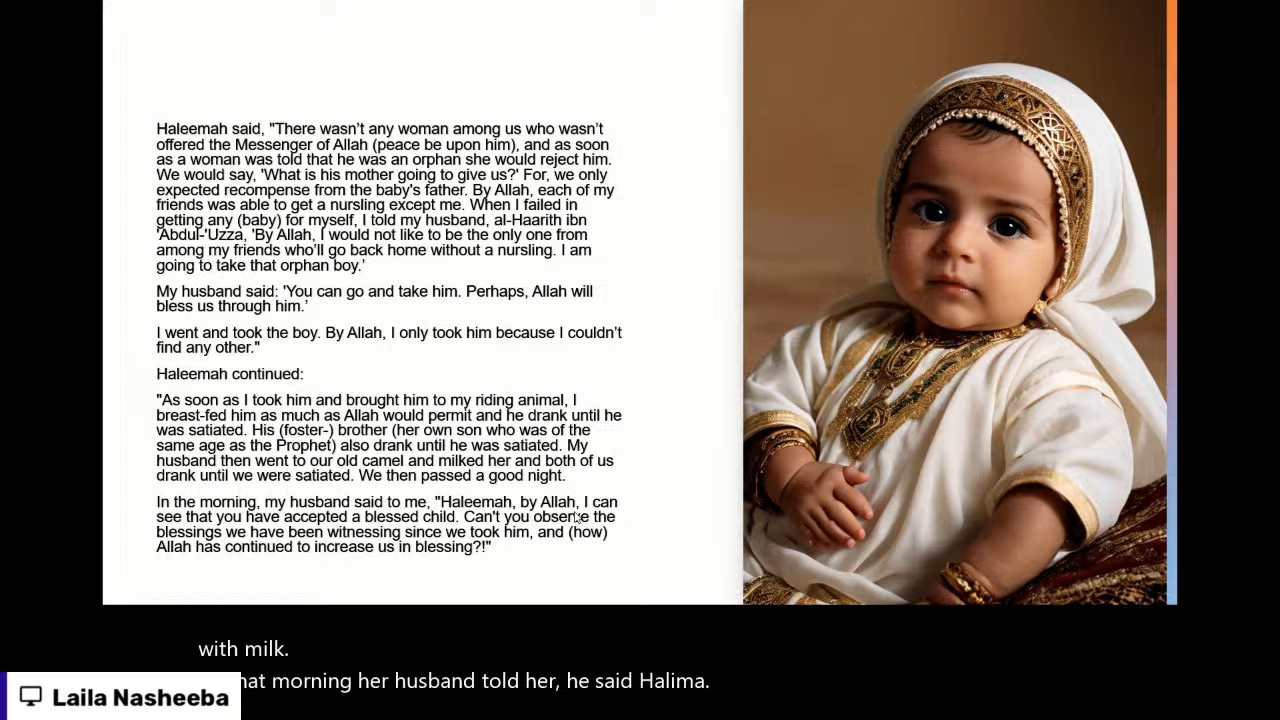 Haleemah said, "There wasn't any woman among us who wasn't
offered the Messenger of Allah (peace be upon him), and as soon
as a woman was told that he was an orphan she would reject him.
We would say, 'What is his mother going to give us?' For, we only
expected recompense from the baby's father. By Allah, each of my
friends was able to get a nursling except me. When I failed in
getting any (baby) for myself, I told my husband, al-Haarith ibn
'Abdul-'Uzza, 'By Allah, I would not like to be the only one from
among my friends who'll go back home without a nursling. I am
going to take that orphan boy.'
My husband said: 'You can go and take him. Perhaps, Allah will
bless us through him.'
I went and took the boy. By Allah, I only took him because I couldn't
find any other."
Haleemah continued:
"As soon as I took him and brought him to my riding animal, I
breast-fed him as much as Allah would permit and he drank until he
was satiated. His (foster-) brother (her own son who was of the
same age as the Prophet) also drank until he was satiated. My
husband then went to our old camel and milked her and both of us
drank until we were satiated. We then passed a good night.
In the morning, my husband said to me, "Haleemah, by Allah, I can
see that you have accepted a blessed child. Can't you observe the
blessings we have been witnessing since we took him, and (how)
Allah has continued to increase us in blessing?!"
with milk.
morning her husband told her, he said Halima.
Laila Nasheeba